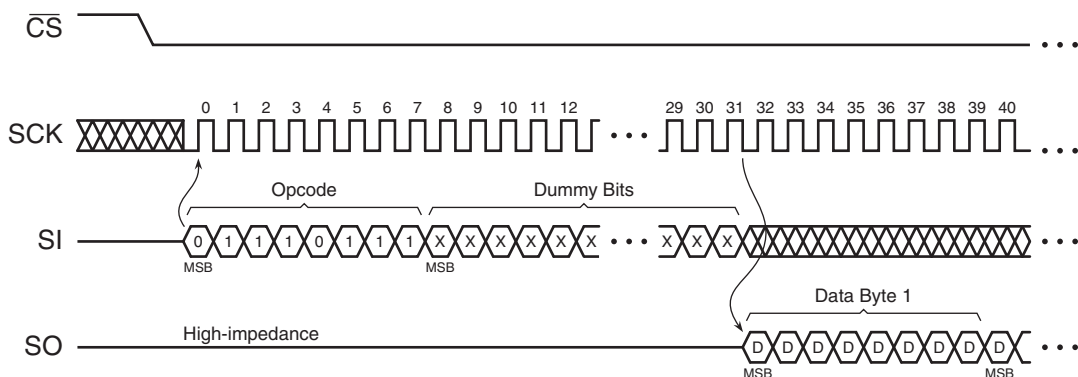 CS
SCK
0 1 2 3 4 5 6 7 8 9 10 11 12 29 30 31 32 33 34 35 36 37 38 39 40
Opcode Dummy Bits
SI
0 1 1 1 0 1 1 1 X X X X X X X X X
MSB MSB
Data Byte 1
High-impedance
SO
D D D D D D D D D
MSB MSB